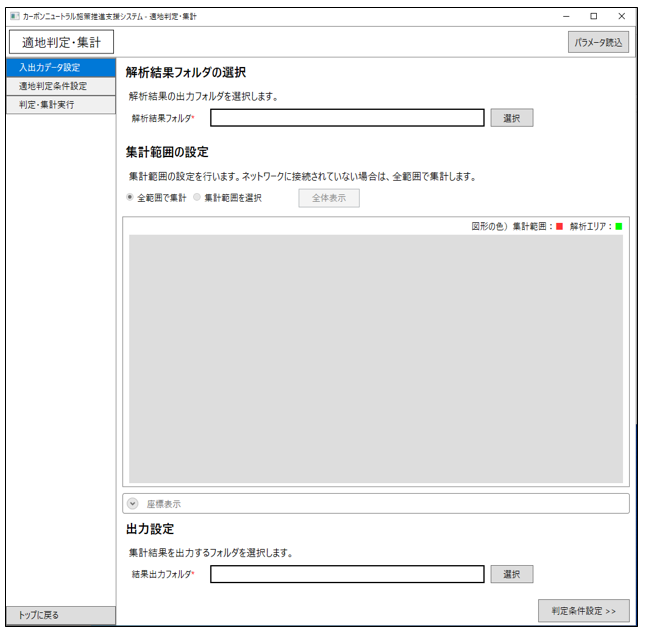 カーボンニュートラル施策推進支援システム - 適地判定・集計
適地判定・集計
パラメータ読込
入出力データ設定
適地判定条件設定
判定・集計実行
解析結果フォルダの選択
解析結果の出力フォルダを選択します。
解析結果フォルダ*
選択
集計範囲の設定
集計範囲の設定を行います。ネットワークに接続されていない場合は、全範囲で集計します。
全範囲で集計 集計範囲を選択 全体表示
図形の色）集計範囲：■ 解析エリア：■
座標表示
出力設定
集計結果を出力するフォルダを選択します。
結果出力フォルダ*
選択
トップに戻る
判定条件設定 >>